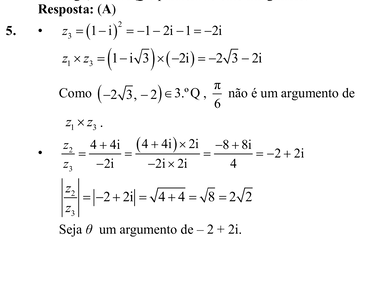 Resposta: (A)
5. • z₃ = (1 – i)² = –1 – 2i – 1 = –2i
z₁ × z₃ = (1 – i√3) × (–2i) = –2√3 – 2i
Como (–2√3, –2) ∈ 3.º Q , π/6 não é um argumento de
z₁ × z₃ .
• z₂/z₃ = (4 + 4i)/(–2i) = ((4 + 4i) × 2i)/(–2i × 2i) = (–8 + 8i)/4 = –2 + 2i
|z₂/z₃| = |–2 + 2i| = √(4 + 4) = √8 = 2√2
Seja θ um argumento de – 2 + 2i.